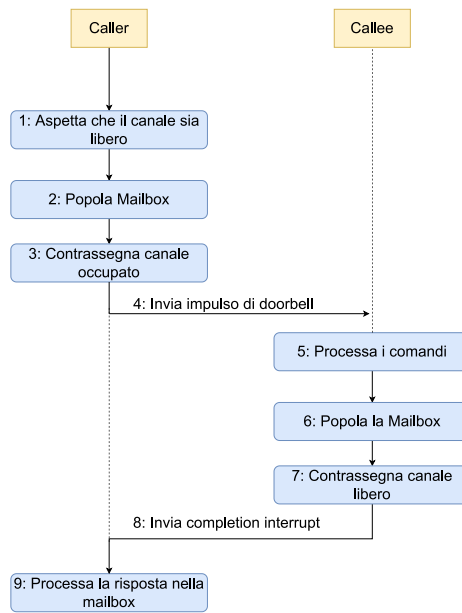 Caller
Callee
1: Aspetta che il canale sia
libero
2: Popola Mailbox
3: Contrassegna canale
occupato
4: Invia impulso di doorbell
5: Processa i comandi
6: Popola la Mailbox
7: Contrassegna canale
libero
8: Invia completion interrupt
9: Processa la risposta nella
mailbox